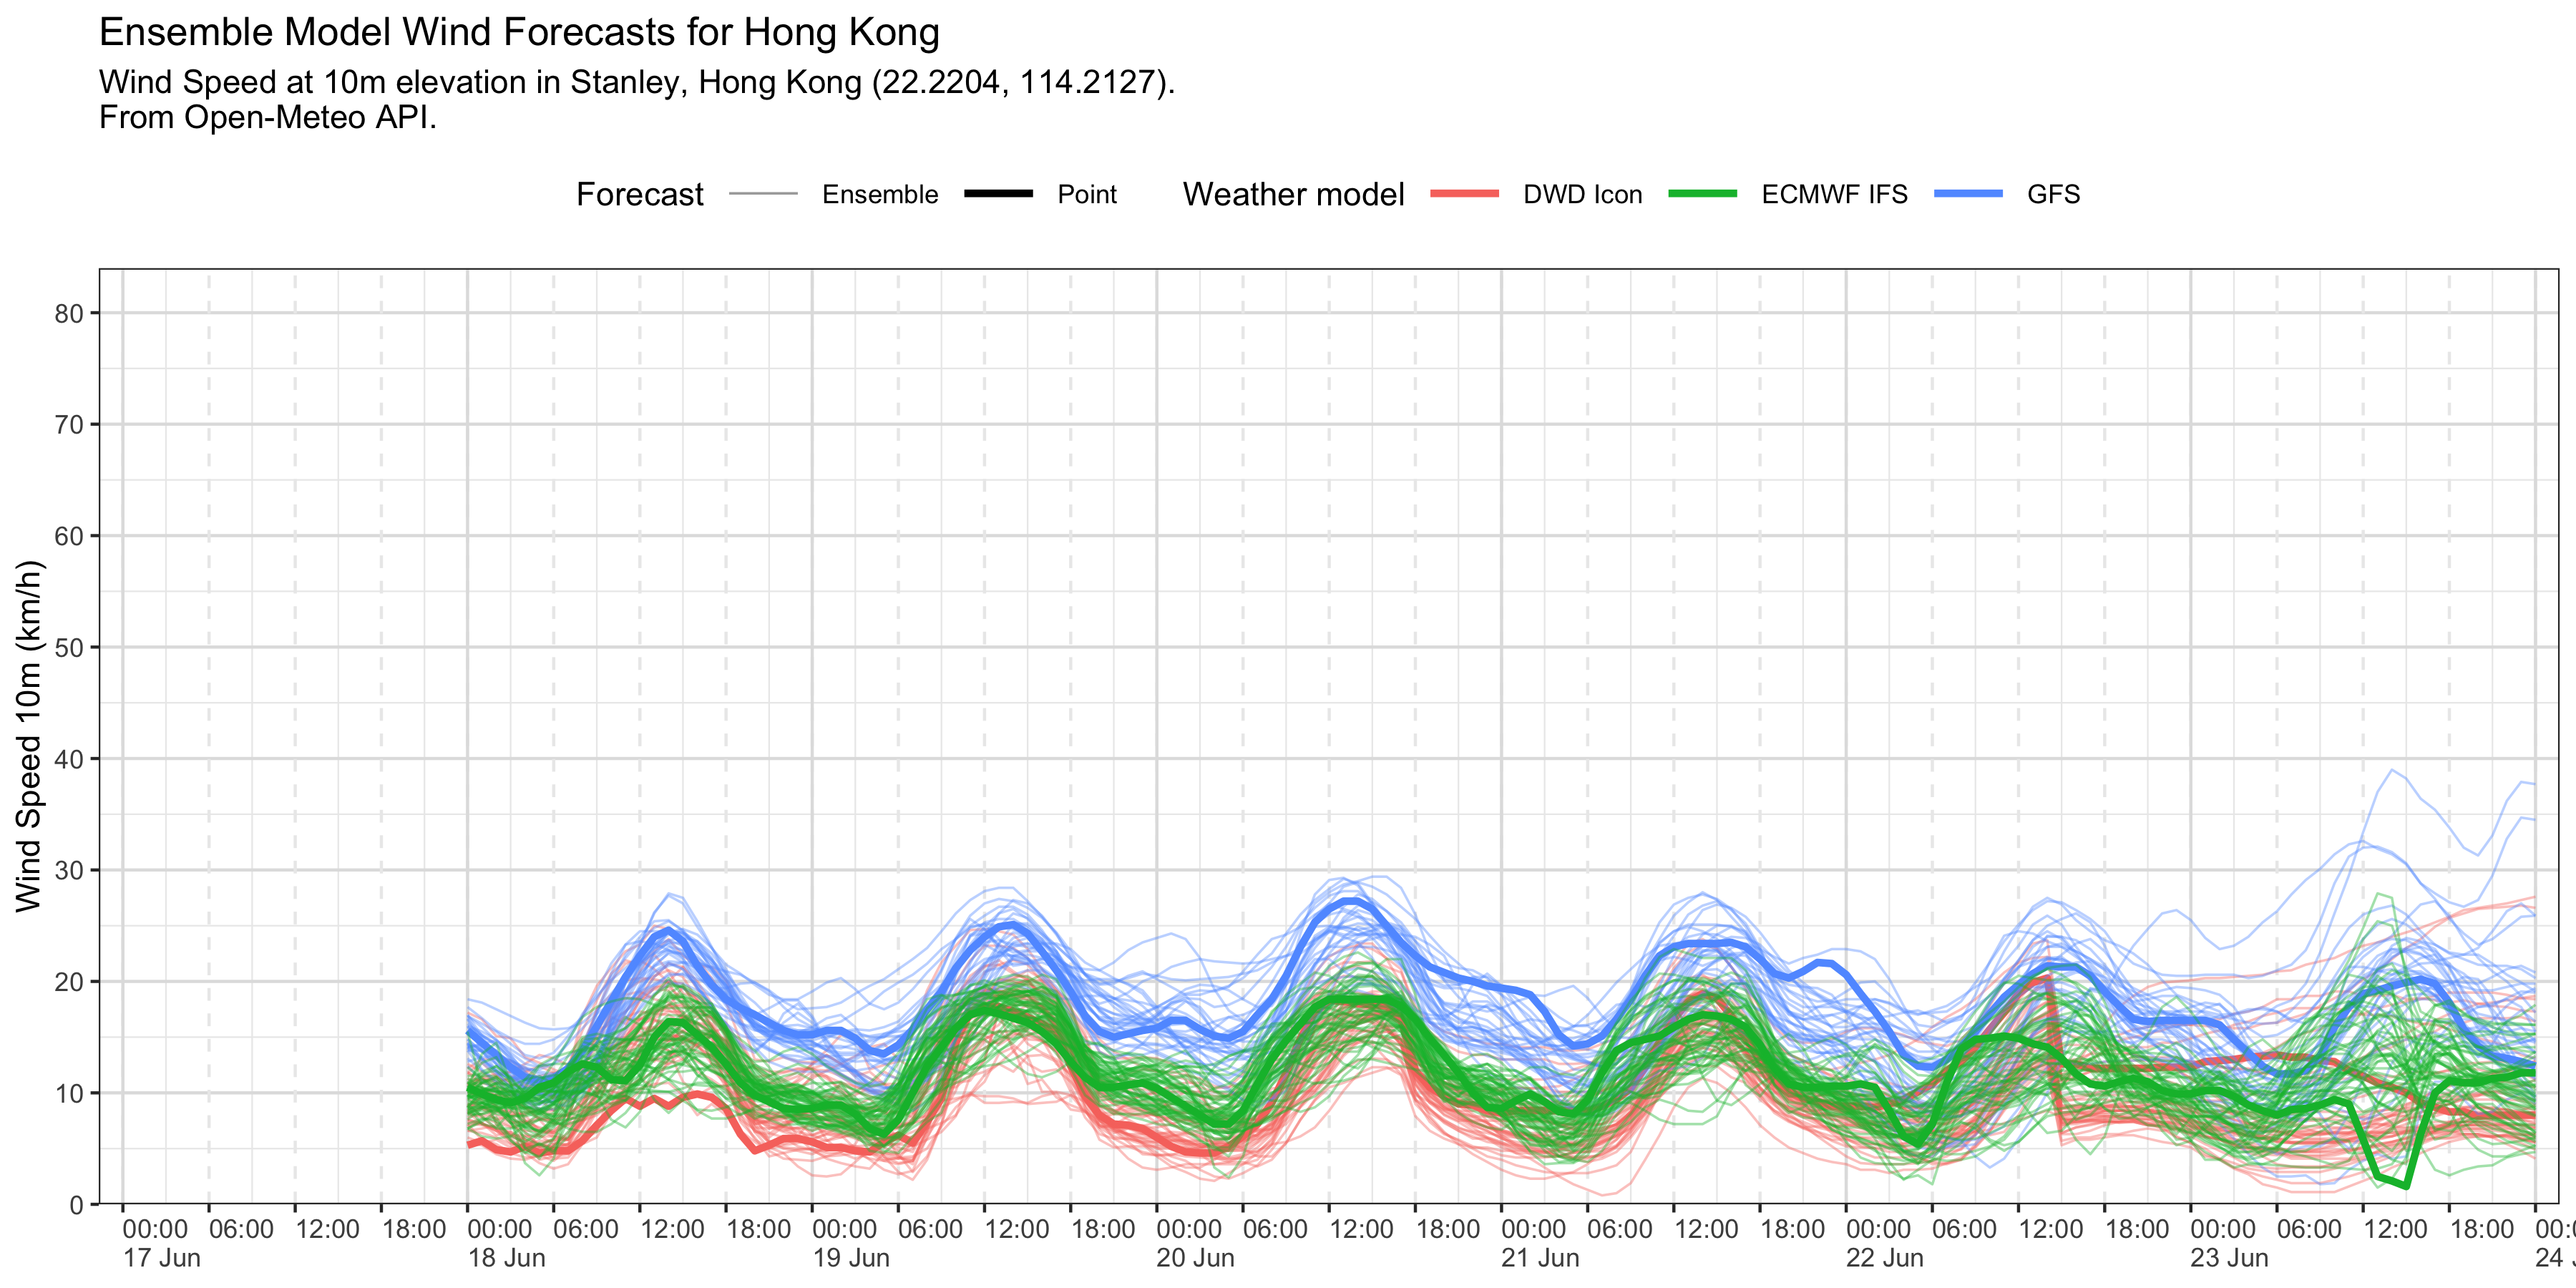 Ensemble Model Wind Forecasts for Hong Kong
Wind Speed at 10m elevation in Stanley, Hong Kong (22.2204, 114.2127).
From Open-Meteo API.
Forecast Ensemble Point Weather model DWD Icon ECMWF IFS GFS
Wind Speed 10m (km/h)
80
70
60
50
40
30
20
10
0
00:00 06:00 12:00 18:00 00:00 06:00 12:00 18:00 00:00 06:00 12:00 18:00 00:00 06:00 12:00 18:00 00:00 06:00 12:00 18:00 00:00 06:00 12:00 18:00 00:00 06:00 12:00 18:00
17 Jun 18 Jun 19 Jun 20 Jun 21 Jun 22 Jun 23 Jun 24